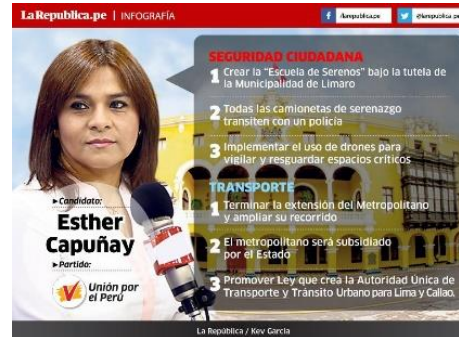 LaRepublica.pe | INFOGRAFÍA
/larepublica.pe
@larepublica.pe
SEGURIDAD CIUDADANA
1 Crear la "Escuela de Serenos" bajo la tutela de
la Municipalidad de Limaro
2 Todas las camionetas de serenazgo
transiten con un policía
3 Implementar el uso de drones para
vigilar y resguardar espacios críticos
TRANSPORTE
1 Terminar la extensión del Metropolitano
y ampliar su recorrido
2 El metropolitano será subsidiado
por el Estado
3 Promover Ley que crea la Autoridad Única de
Transporte y Tránsito Urbano para Lima y Callao.
Candidato:
Esther
Capuñay
Partido:
Unión por
el Perú
La República / Kev García